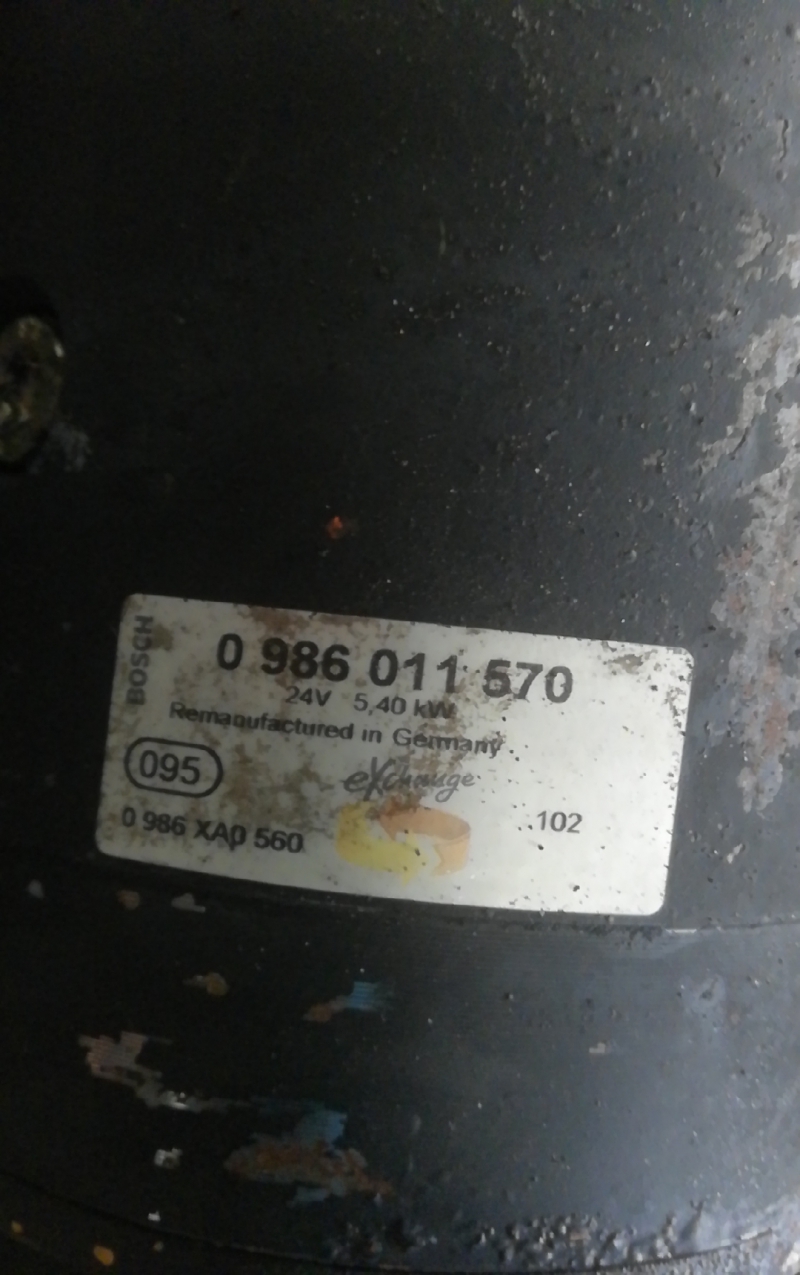 BOSCH
0 986 011 570
24V 5,40 kW
Remanufactured in Germany
095
eXchange
0 986 XA0 560
102